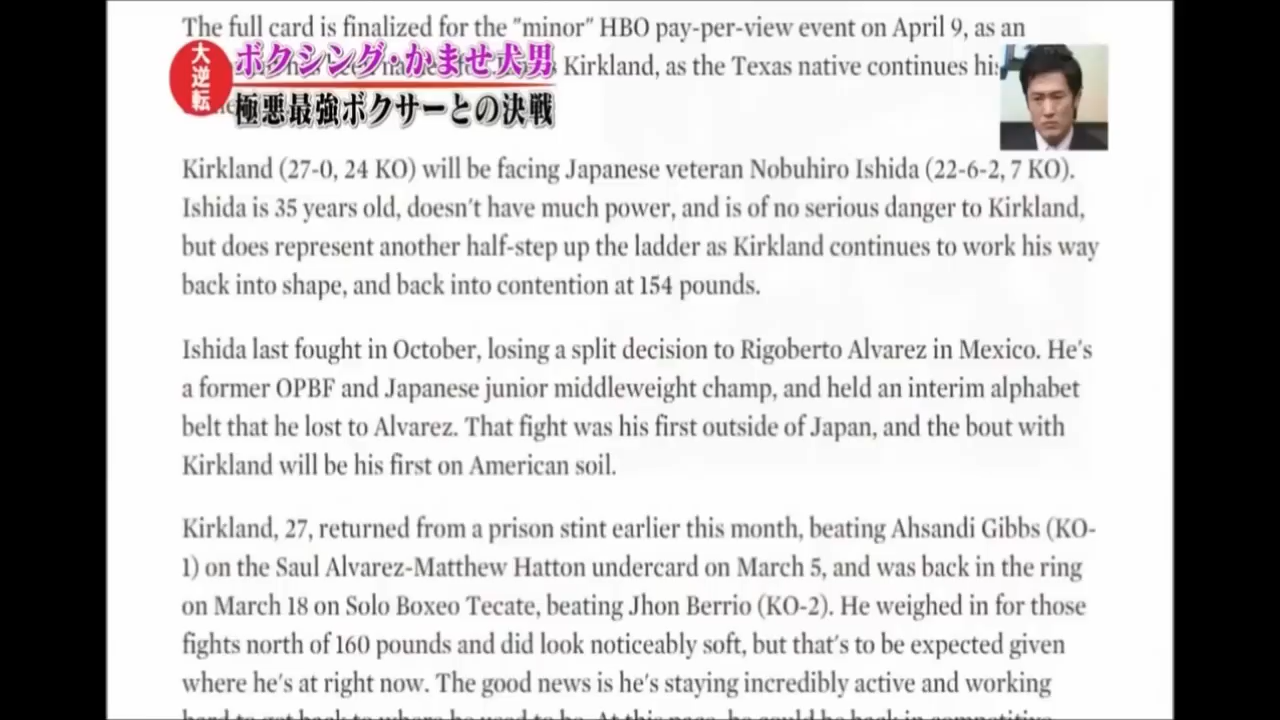 The full card is finalized for the "minor" HBO pay-per-view event on April 9, as an
大逆転
ボクシング・かませ犬男
Kirkland, as the Texas native continues his
極悪最強ボクサーとの決戦
Kirkland (27-0, 24 KO) will be facing Japanese veteran Nobuhiro Ishida (22-6-2, 7 KO).
Ishida is 35 years old, doesn't have much power, and is of no serious danger to Kirkland,
but does represent another half-step up the ladder as Kirkland continues to work his way
back into shape, and back into contention at 154 pounds.
Ishida last fought in October, losing a split decision to Rigoberto Alvarez in Mexico. He's
a former OPBF and Japanese junior middleweight champ, and held an interim alphabet
belt that he lost to Alvarez. That fight was his first outside of Japan, and the bout with
Kirkland will be his first on American soil.
Kirkland, 27, returned from a prison stint earlier this month, beating Ahsandi Gibbs (KO-
1) on the Saul Alvarez-Matthew Hatton undercard on March 5, and was back in the ring
on March 18 on Solo Boxeo Tecate, beating Jhon Berrio (KO-2). He weighed in for those
fights north of 160 pounds and did look noticeably soft, but that's to be expected given
where he's at right now. The good news is he's staying incredibly active and working